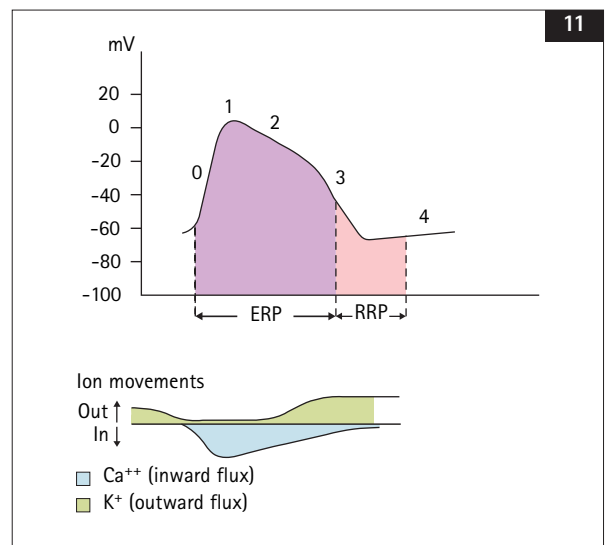 11
mV
20
0
-20
-40
-60
-80
-100
0
1
2
3
4
ERP
RRP
Ion movements
Out
In
Ca++ (inward flux)
K+ (outward flux)